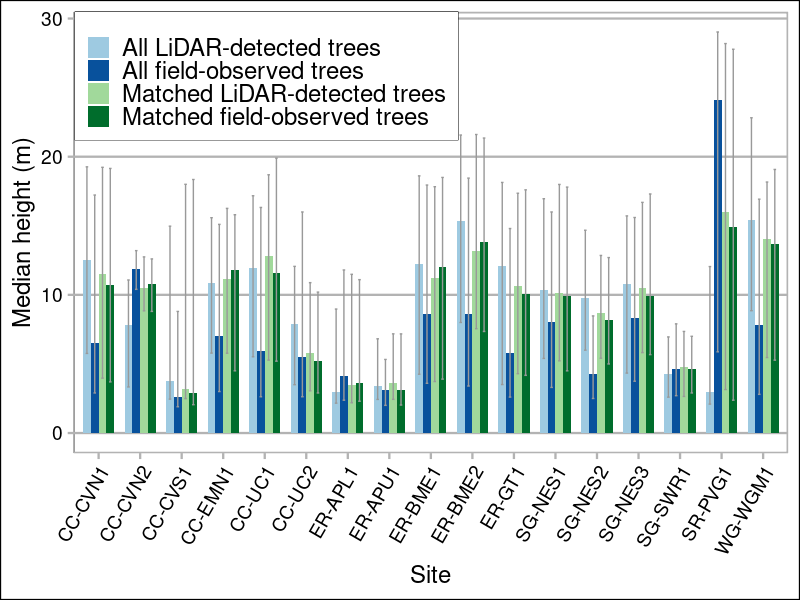 All LiDAR-detected trees
All field-observed trees
Matched LiDAR-detected trees
Matched field-observed trees
Median height (m)
30
20
10
0
CC-CVN1
CC-CVN2
CC-CVS1
CC-EMN1
CC-UC1
CC-UC2
ER-APL1
ER-APU1
ER-BME1
ER-BME2
ER-GT1
SG-NES1
SG-NES2
SG-NES3
SG-SWR1
SR-PVG1
WG-WGM1
Site